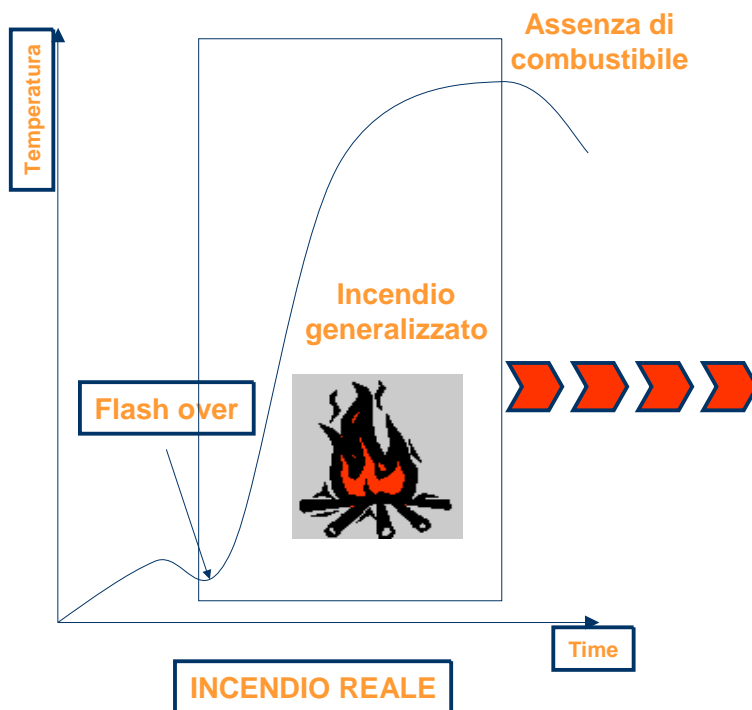 Assenza di
combustibile
Temperatura
Incendio
generalizzato
Flash over
Time
INCENDIO REALE